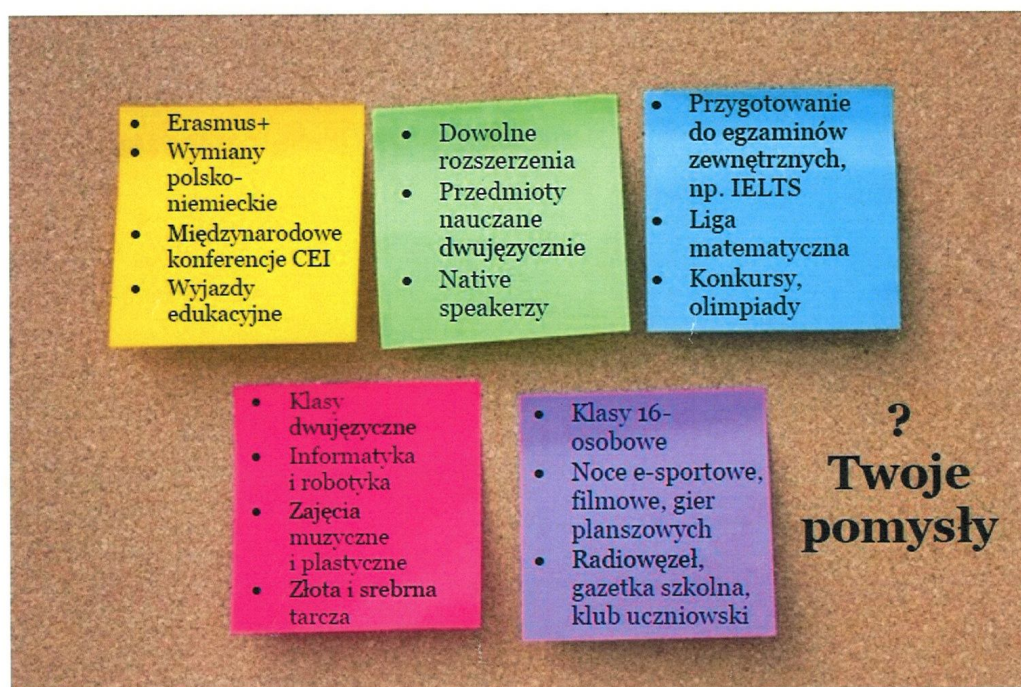 • Erasmus+
• Wymiany
polsko-
niemieckie
• Międzynarodowe
konferencje CEI
• Wyjazdy
edukacyjne
• Dowolne
rozszerzenia
• Przedmioty
nauczane
dwujęzycznie
• Native
speakerzy
• Przygotowanie
do egzaminów
zewnętrznych,
np. IELTS
• Liga
matematyczna
• Konkursy,
olimpiady
• Klasy
dwujęzyczne
• Informatyka
i robotyka
• Zajęcia
muzyczne
i plastyczne
• Złota i srebrna
tarcza
• Klasy 16-
osobowe
• Noce e-sportowe,
filmowe, gier
planszowych
• Radiowęzeł,
gazetka szkolna,
klub uczniowski
?
Twoje
pomysły